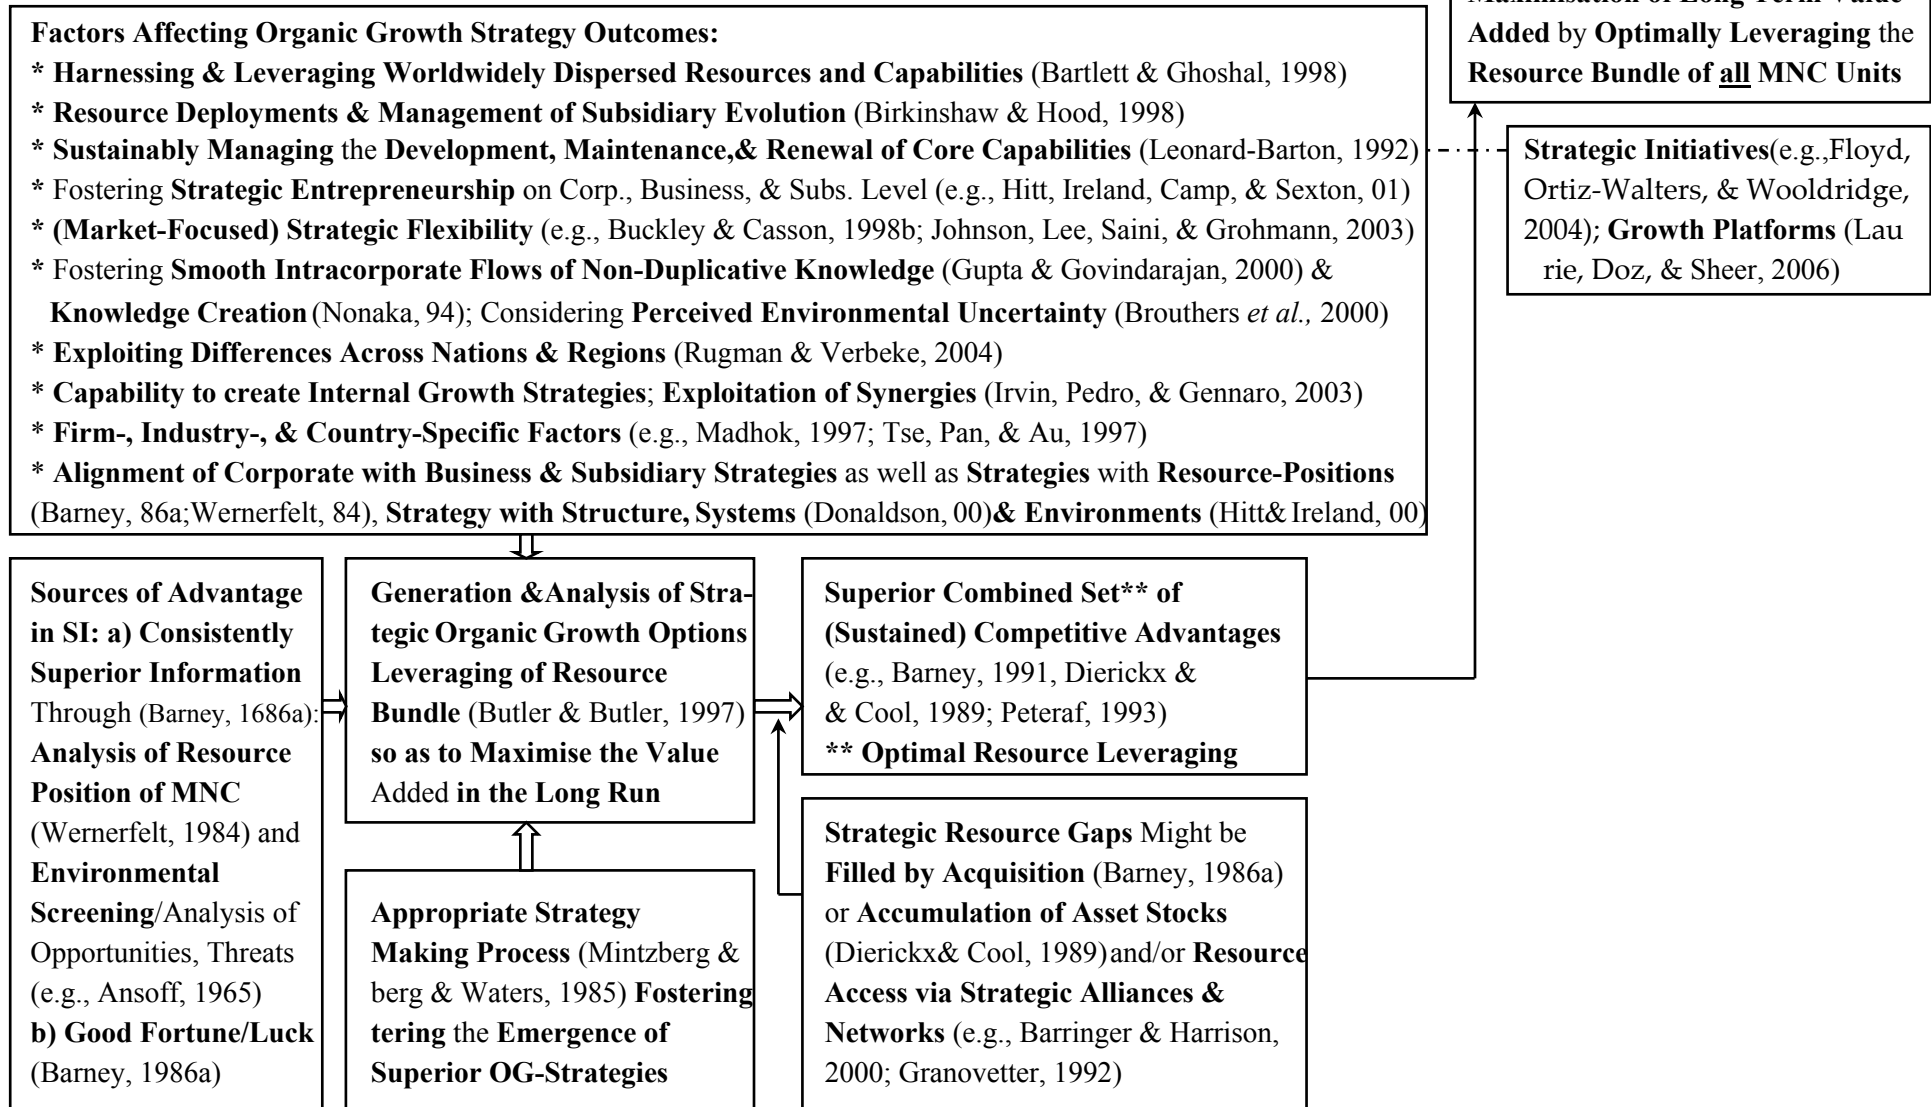 Factors Affecting Organic Growth Strategy Outcomes:
* Harnessing & Leveraging Worldwidely Dispersed Resources and Capabilities (Bartlett & Ghoshal, 1998)
* Resource Deployments & Management of Subsidiary Evolution (Birkinshaw & Hood, 1998)
* Sustainably Managing the Development, Maintenance,& Renewal of Core Capabilities (Leonard-Barton, 1992)
* Fostering Strategic Entrepreneurship on Corp., Business, & Subs. Level (e.g., Hitt, Ireland, Camp, & Sexton, 01)
* (Market-Focused) Strategic Flexibility (e.g., Buckley & Casson, 1998b; Johnson, Lee, Saini, & Grohmann, 2003)
* Fostering Smooth Intracorporate Flows of Non-Duplicative Knowledge (Gupta & Govindarajan, 2000) &
Knowledge Creation (Nonaka, 94); Considering Perceived Environmental Uncertainty (Brouthers et al., 2000)
* Exploiting Differences Across Nations & Regions (Rugman & Verbeke, 2004)
* Capability to create Internal Growth Strategies; Exploitation of Synergies (Irvin, Pedro, & Gennaro, 2003)
* Firm-, Industry-, & Country-Specific Factors (e.g., Madhok, 1997; Tse, Pan, & Au, 1997)
* Alignment of Corporate with Business & Subsidiary Strategies as well as Strategies with Resource-Positions
(Barney, 86a;Wernerfelt, 84), Strategy with Structure, Systems (Donaldson, 00)& Environments (Hitt& Ireland, 00)
Maximisation of Long-Term Value
Added by Optimally Leveraging the
Resource Bundle of all MNC Units
Strategic Initiatives(e.g.,Floyd,
Ortiz-Walters, & Wooldridge,
2004); Growth Platforms (Lau
rie, Doz, & Sheer, 2006)
Sources of Advantage
in SI: a) Consistently
Superior Information
Through (Barney, 1686a):
Analysis of Resource
Position of MNC
(Wernerfelt, 1984) and
Environmental
Screening/Analysis of
Opportunities, Threats
(e.g., Ansoff, 1965)
b) Good Fortune/Luck
(Barney, 1986a)
Generation &Analysis of Stra-
tegic Organic Growth Options
Leveraging of Resource
Bundle (Butler & Butler, 1997)
so as to Maximise the Value
Added in the Long Run
Appropriate Strategy
Making Process (Mintzberg &
berg & Waters, 1985) Fostering
tering the Emergence of
Superior OG-Strategies
Superior Combined Set** of
(Sustained) Competitive Advantages
(e.g., Barney, 1991, Dierickx &
& Cool, 1989; Peteraf, 1993)
** Optimal Resource Leveraging
Strategic Resource Gaps Might be
Filled by Acquisition (Barney, 1986a)
or Accumulation of Asset Stocks
(Dierickx& Cool, 1989)and/or Resource
Access via Strategic Alliances &
Networks (e.g., Barringer & Harrison,
2000; Granovetter, 1992)